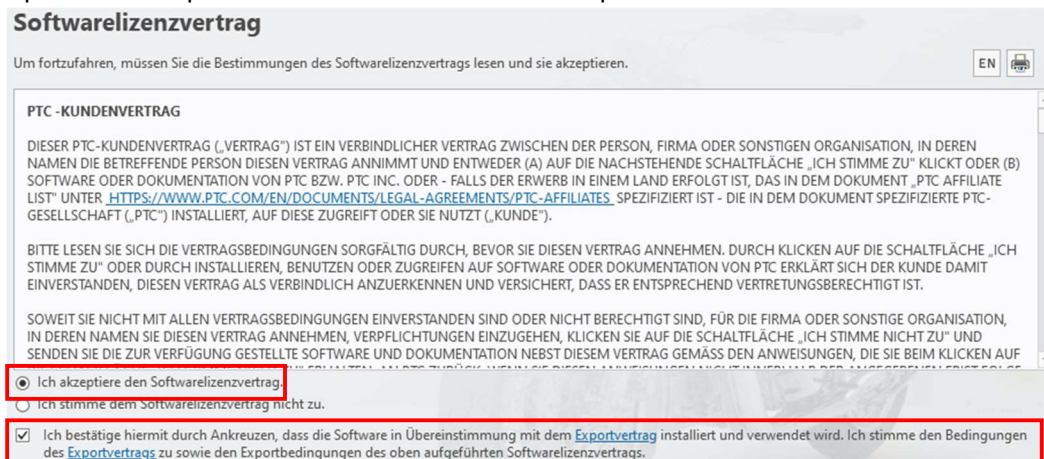 Softwarelizenzvertrag
Um fortzufahren, müssen Sie die Bestimmungen des Softwarelizenzvertrags lesen und sie akzeptieren.
EN
PTC -KUNDENVERTRAG
DIESER PTC-KUNDENVERTRAG („VERTRAG") IST EIN VERBINDLICHER VERTRAG ZWISCHEN DER PERSON, FIRMA ODER SONSTIGEN ORGANISATION, IN DEREN
NAMEN DIE BETREFFENDE PERSON DIESEN VERTRAG ANNIMMT UND ENTWEDER (A) AUF DIE NACHSTEHENDE SCHALTFLÄCHE „ICH STIMME ZU" KLICKT ODER (B)
SOFTWARE ODER DOKUMENTATION VON PTC BZW. PTC INC. ODER - FALLS DER ERWERB IN EINEM LAND ERFOLGT IST, DAS IN DEM DOKUMENT „PTC AFFILIATE
LIST" UNTER HTTPS://WWW.PTC.COM/EN/DOCUMENTS/LEGAL-AGREEMENTS/PTC-AFFILIATES SPEZIFIZIERT IST - DIE IN DEM DOKUMENT SPEZIFIZIERTE PTC-
GESELLSCHAFT („PTC") INSTALLIERT, AUF DIESE ZUGREIFT ODER SIE NUTZT („KUNDE").
BITTE LESEN SIE SICH DIE VERTRAGSBEDINGUNGEN SORGFÄLTIG DURCH, BEVOR SIE DIESEN VERTRAG ANNEHMEN. DURCH KLICKEN AUF DIE SCHALTFLÄCHE „ICH
STIMME ZU" ODER DURCH INSTALLIEREN, BENUTZEN ODER ZUGREIFEN AUF SOFTWARE ODER DOKUMENTATION VON PTC ERKLÄRT SICH DER KUNDE DAMIT
EINVERSTANDEN, DIESEN VERTRAG ALS VERBINDLICH ANZUERKENNEN UND VERSICHERT, DASS ER ENTSPRECHEND VERTRETUNGSBERECHTIGT IST.
SOWEIT SIE NICHT MIT ALLEN VERTRAGSBEDINGUNGEN EINVERSTANDEN SIND ODER NICHT BERECHTIGT SIND, FÜR DIE FIRMA ODER SONSTIGE ORGANISATION,
IN DEREN NAMEN SIE DIESEN VERTRAG ANNEHMEN, VERPFLICHTUNGEN EINZUGEHEN, KLICKEN SIE AUF DIE SCHALTFLÄCHE „ICH STIMME NICHT ZU" UND
SENDEN SIE DIE ZUR VERFÜGUNG GESTELLTE SOFTWARE UND DOKUMENTATION NEBST DIESEM VERTRAG GEMÄSS DEN ANWEISUNGEN, DIE SIE BEIM KLICKEN AUF
Ich akzeptiere den Softwarelizenzvertrag.
Ich stimme dem Softwarelizenzvertrag nicht zu.
Ich bestätige hiermit durch Ankreuzen, dass die Software in Übereinstimmung mit dem Exportvertrag installiert und verwendet wird. Ich stimme den Bedingungen
des Exportvertrags zu sowie den Exportbedingungen des oben aufgeführten Softwarelizenzvertrags.